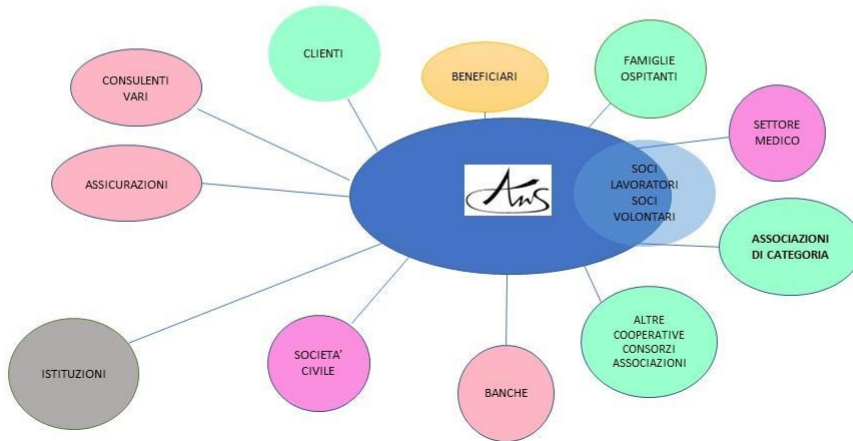 CLIENTI
CONSULENTI
VARI
BENEFICIARI
FAMIGLIE
OSPITANTI
SETTORE
MEDICO
ASSICURAZIONI
SOCI
LAVORATORI
SOCI
VOLONTARI
AnS
ASSOCIAZIONI
DI CATEGORIA
ISTITUZIONI
SOCIETA'
CIVILE
BANCHE
ALTRE
COOPERATIVE
CONSORZI
ASSOCIAZIONI